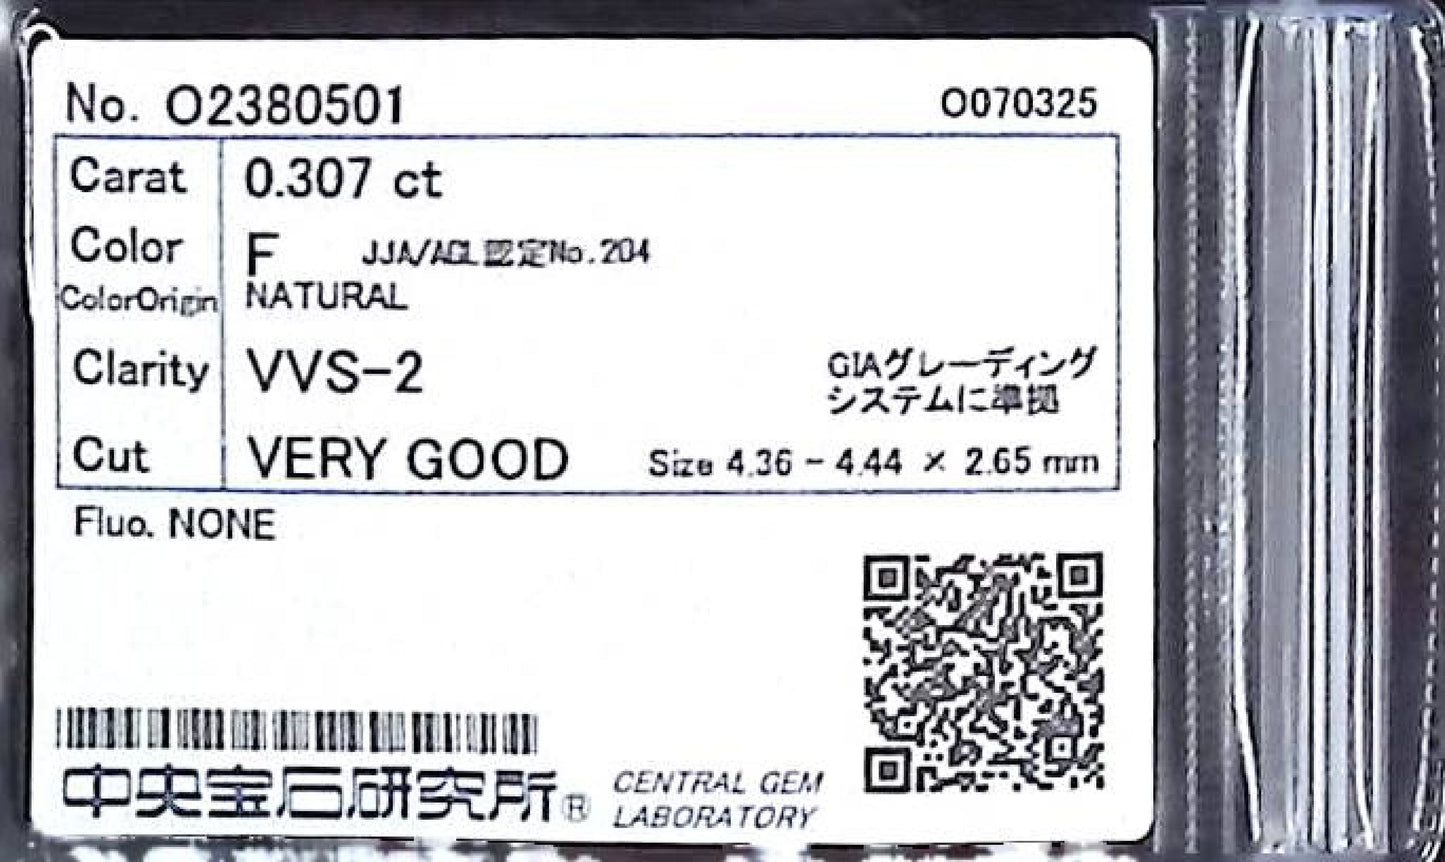 No. O2380501 O070325
Carat 0.307 ct
Color F JJA/AGL認定No.204
ColorOrigin NATURAL
Clarity VVS-2 GIAグレーディング
システムに準拠
Cut VERY GOOD Size 4.36 - 4.44 × 2.65 mm
Fluo. NONE
中央宝石研究所® CENTRAL GEM
LABORATORY